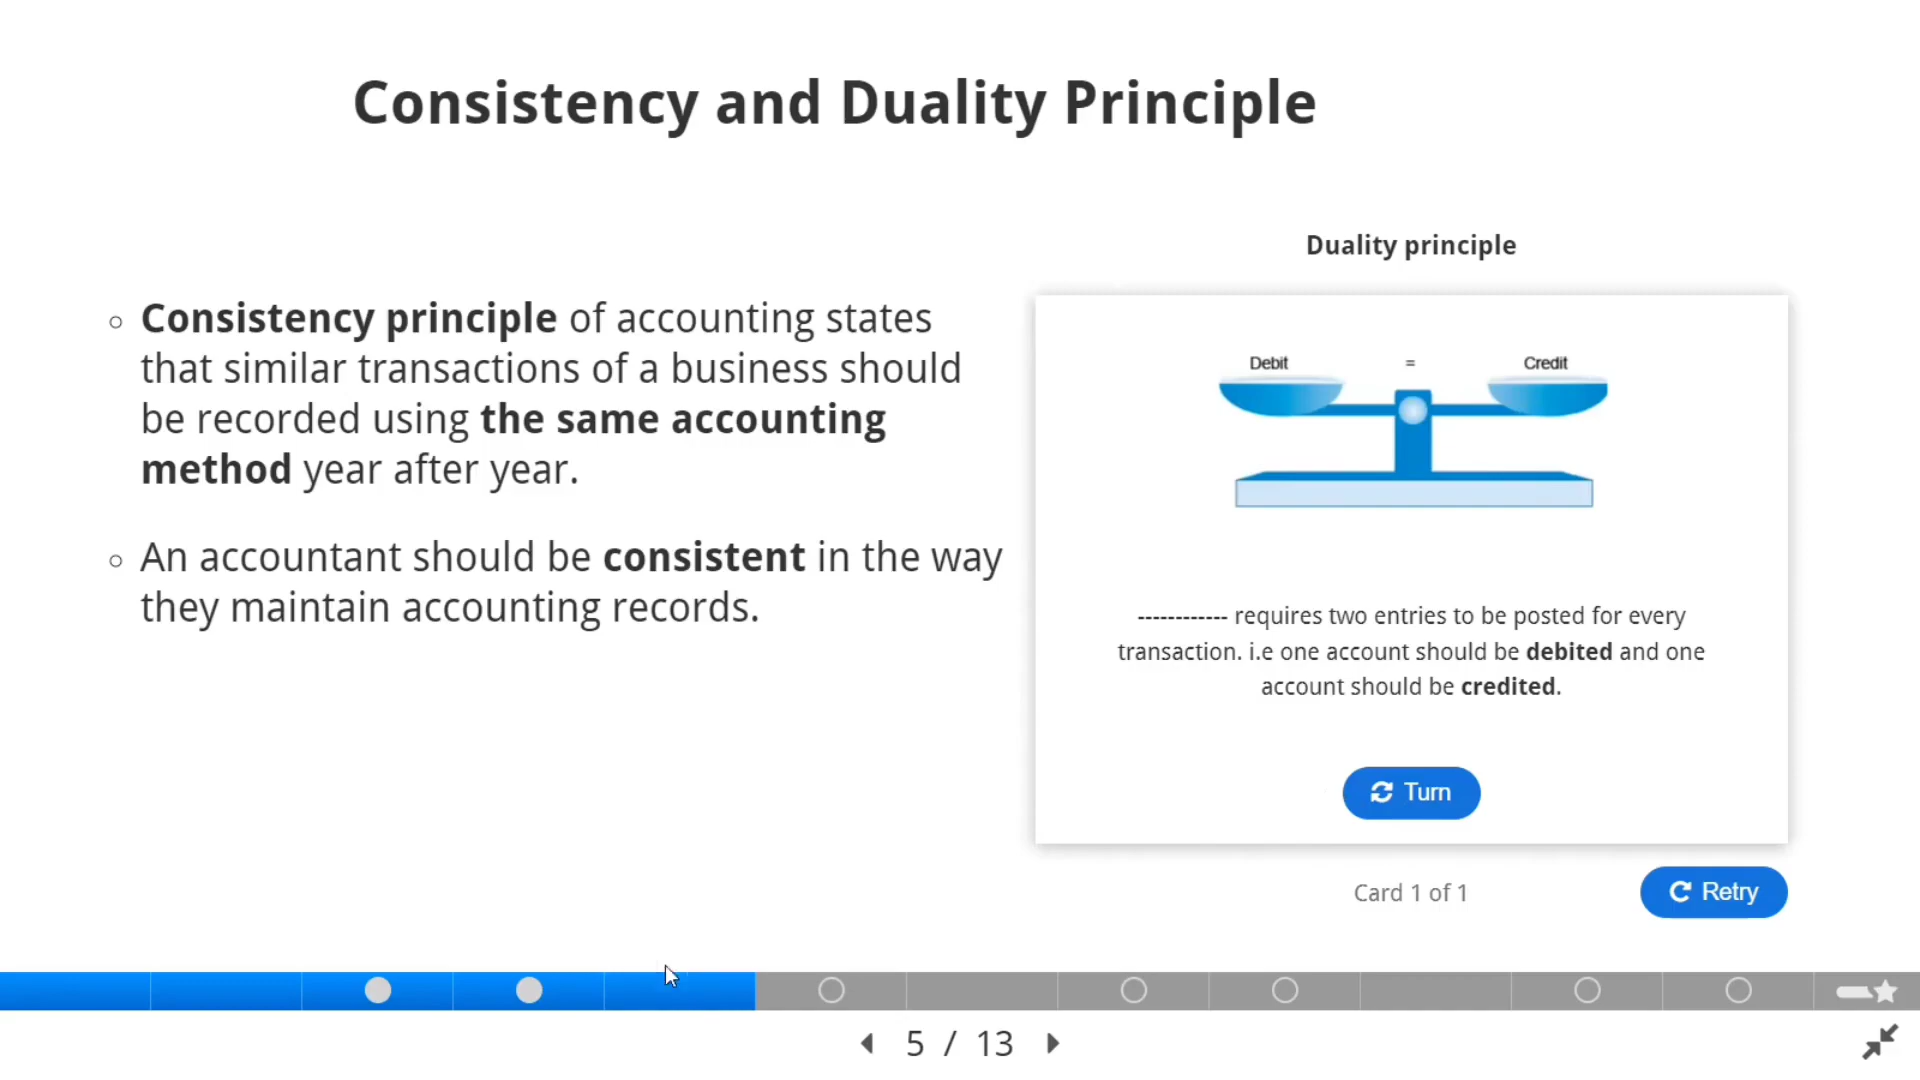 Consistency and Duality Principle
Consistency principle of accounting states
that similar transactions of a business should
be recorded using the same accounting
method year after year.
An accountant should be consistent in the way
they maintain accounting records.
Duality principle
Debit = Credit
------------ requires two entries to be posted for every
transaction. i.e one account should be debited and one
account should be credited.
Turn
Card 1 of 1
Retry
5 / 13